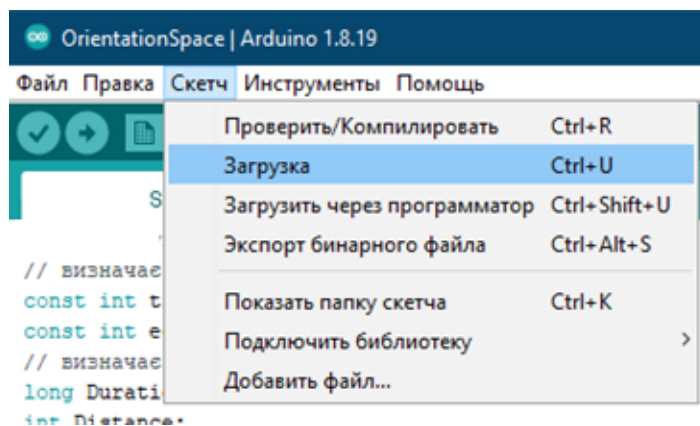 OrientationSpace | Arduino 1.8.19
Файл Правка Скетч Инструменты Помощь
Проверить/Компилировать Ctrl+R
Загрузка Ctrl+U
Загрузить через программатор Ctrl+Shift+U
Экспорт бинарного файла Ctrl+Alt+S
Показать папку скетча Ctrl+K
Подключить библиотеку >
Добавить файл...
S
// визначає
const int t
const int e
// визначає
long Durati
int Distance;